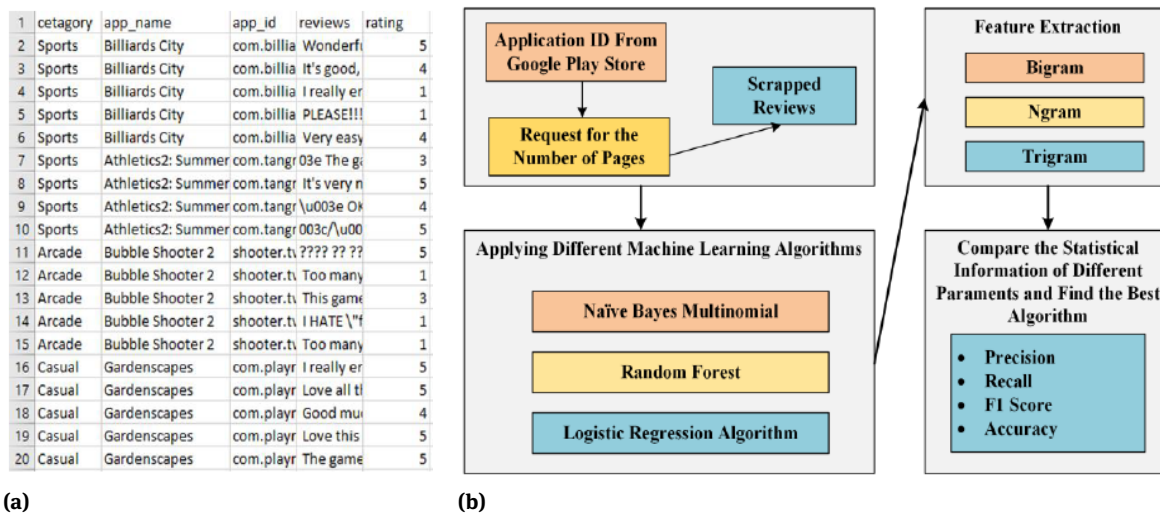 1 cetagory app_name app_id reviews rating
2 Sports Billiards City com.billia Wonderfu 5
3 Sports Billiards City com.billia It's good, 4
4 Sports Billiards City com.billia I really er 1
5 Sports Billiards City com.billia PLEASE!!! 1
6 Sports Billiards City com.billia Very easy 4
7 Sports Athletics2: Summer com.tangr 03e The ga 3
8 Sports Athletics2: Summer com.tangr It's very n 5
9 Sports Athletics2: Summer com.tangr \u003e OK 4
10 Sports Athletics2: Summer com.tangr 003c/\u00 5
11 Arcade Bubble Shooter 2 shooter.tv ???? ?? ?? 5
12 Arcade Bubble Shooter 2 shooter.tv Too many 1
13 Arcade Bubble Shooter 2 shooter.tv This game 3
14 Arcade Bubble Shooter 2 shooter.tv I HATE \"f 1
15 Arcade Bubble Shooter 2 shooter.tv Too many 1
16 Casual Gardenscapes com.playr I really er 5
17 Casual Gardenscapes com.playr Love all th 5
18 Casual Gardenscapes com.playr Good muc 4
19 Casual Gardenscapes com.playr Love this 5
20 Casual Gardenscapes com.playr The game 5
(a)
Application ID From
Google Play Store
Request for the
Number of Pages
Scrapped
Reviews
Applying Different Machine Learning Algorithms
Naïve Bayes Multinomial
Random Forest
Logistic Regression Algorithm
Feature Extraction
Bigram
Ngram
Trigram
Compare the Statistical
Information of Different
Parament​s and Find the Best
Algorithm
• Precision
• Recall
• F1 Score
• Accuracy
(b)